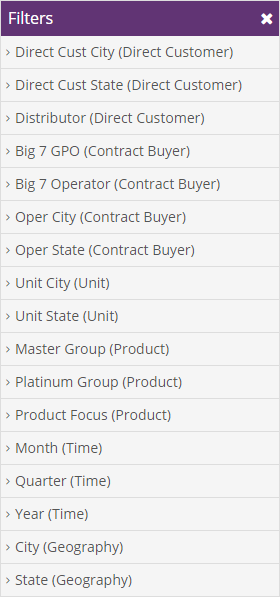 Filters
Direct Cust City (Direct Customer)
Direct Cust State (Direct Customer)
Distributor (Direct Customer)
Big 7 GPO (Contract Buyer)
Big 7 Operator (Contract Buyer)
Oper City (Contract Buyer)
Oper State (Contract Buyer)
Unit City (Unit)
Unit State (Unit)
Master Group (Product)
Platinum Group (Product)
Product Focus (Product)
Month (Time)
Quarter (Time)
Year (Time)
City (Geography)
State (Geography)